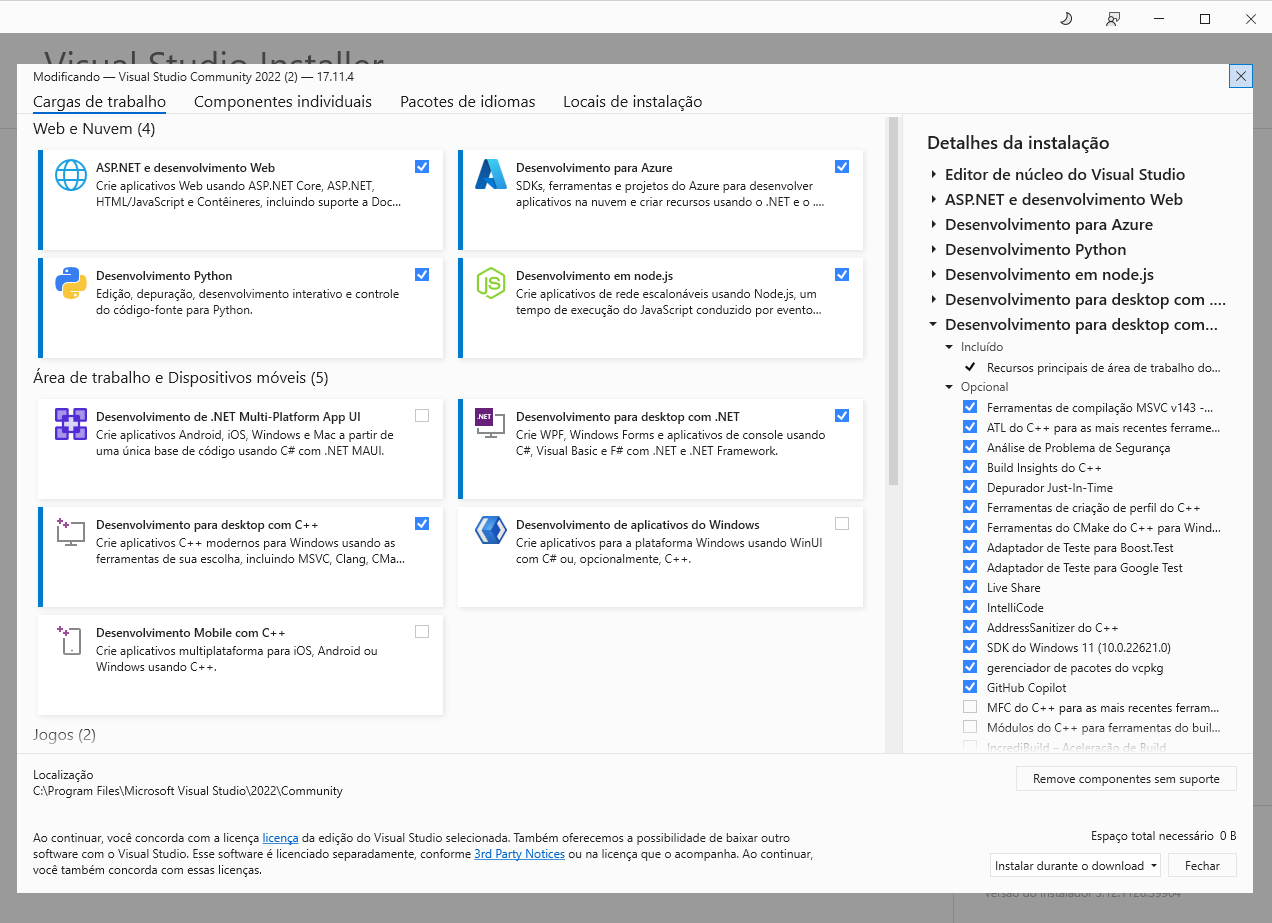 Visual Studio Installer
Modificando — Visual Studio Community 2022 (2) — 17.11.4
Cargas de trabalho
Componentes individuais
Pacotes de idiomas
Locais de instalação
Web e Nuvem (4)
ASP.NET e desenvolvimento Web
Crie aplicativos Web usando ASP.NET Core, ASP.NET,
HTML/JavaScript e Contêineres, incluindo suporte a Doc...
Desenvolvimento para Azure
SDKs, ferramentas e projetos do Azure para desenvolver
aplicativos na nuvem e criar recursos usando o .NET e o ....
Desenvolvimento Python
Edição, depuração, desenvolvimento interativo e controle
do código-fonte para Python.
JS
Desenvolvimento em node.js
Crie aplicativos de rede escalonáveis usando Node.js, um
tempo de execução do JavaScript conduzido por evento...
Área de trabalho e Dispositivos móveis (5)
Desenvolvimento de .NET Multi-Platform App UI
Crie aplicativos Android, iOS, Windows e Mac a partir de
uma única base de código usando C# com .NET MAUI.
.NET
Desenvolvimento para desktop com .NET
Crie WPF, Windows Forms e aplicativos de console usando
C#, Visual Basic e F# com .NET e .NET Framework.
Desenvolvimento para desktop com C++
Crie aplicativos C++ modernos para Windows usando as
ferramentas de sua escolha, incluindo MSVC, Clang, CMa...
Desenvolvimento de aplicativos do Windows
Crie aplicativos para a plataforma Windows usando WinUI
com C# ou, opcionalmente, C++.
Desenvolvimento Mobile com C++
Crie aplicativos multiplataforma para iOS, Android ou
Windows usando C++.
Jogos (2)
Detalhes da instalação
Editor de núcleo do Visual Studio
ASP.NET e desenvolvimento Web
Desenvolvimento para Azure
Desenvolvimento Python
Desenvolvimento em node.js
Desenvolvimento para desktop com ....
Desenvolvimento para desktop com...
Incluído
Recursos principais de área de trabalho do...
Opcional
Ferramentas de compilação MSVC v143 -...
ATL do C++ para as mais recentes ferrame...
Análise de Problema de Segurança
Build Insights do C++
Depurador Just-In-Time
Ferramentas de criação de perfil do C++
Ferramentas do CMake do C++ para Wind...
Adaptador de Teste para Boost.Test
Adaptador de Teste para Google Test
Live Share
IntelliCode
AddressSanitizer do C++
SDK do Windows 11 (10.0.22621.0)
gerenciador de pacotes do vcpkg
GitHub Copilot
MFC do C++ para as mais recentes ferram...
Módulos do C++ para ferramentas do buil...
IncrediBuild – Aceleração de Build
Localização
C:\Program Files\Microsoft Visual Studio\2022\Community
Remove componentes sem suporte
Ao continuar, você concorda com a licença licença da edição do Visual Studio selecionada. Também oferecemos a possibilidade de baixar outro
software com o Visual Studio. Esse software é licenciado separadamente, conforme 3rd Party Notices ou na licença que o acompanha. Ao continuar,
você também concorda com essas licenças.
Espaço total necessário 0 B
Instalar durante o download
Fechar